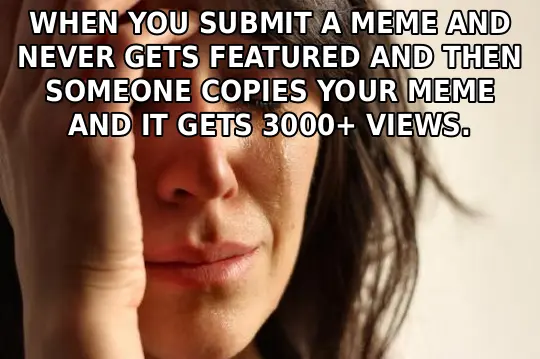 WHEN YOU SUBMIT A MEME AND
NEVER GETS FEATURED AND THEN
SOMEONE COPIES YOUR MEME
AND IT GETS 3000+ VIEWS.